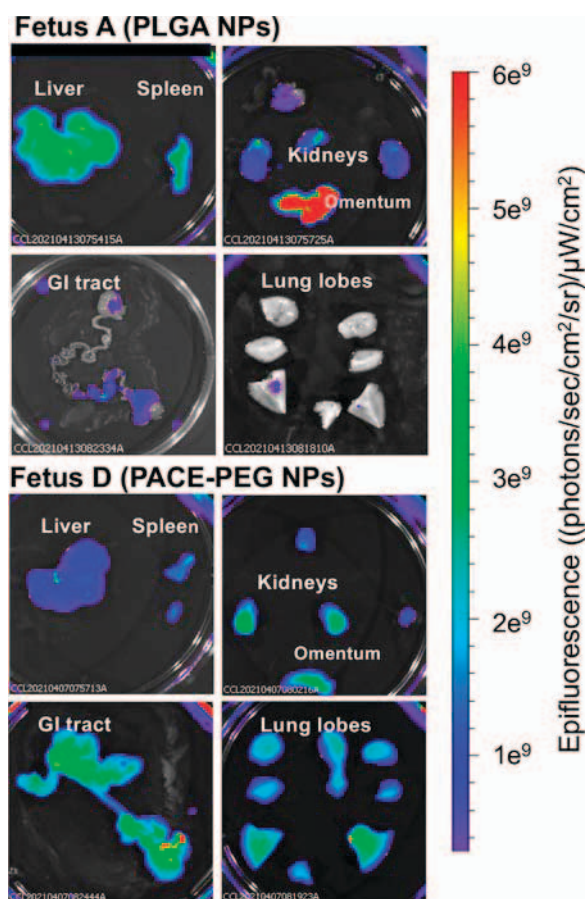 Fetus A (PLGA NPs)
Liver
Spleen
CCL20210413075415A
Kidneys
Omentum
CCL20210413075725A
GI tract
CCL20210413082334A
Lung lobes
CCL20210413081810A
Fetus D (PACE-PEG NPs)
Liver
Spleen
CCL20210407075713A
Kidneys
Omentum
CCL20210407080216A
GI tract
CCL20210407082444A
Lung lobes
CCL20210407081923A
6e⁹
5e⁹
4e⁹
3e⁹
2e⁹
1e⁹
Epifluorescence ((photons/sec/cm²/sr)/µW/cm²)